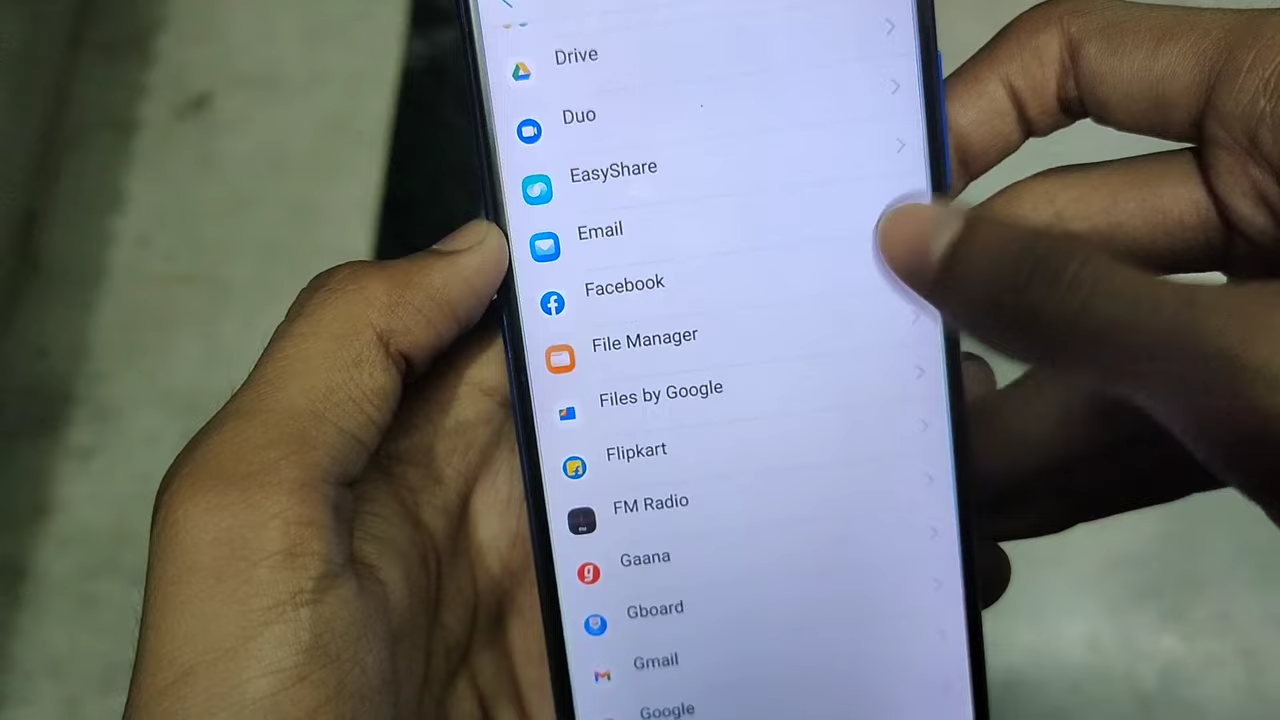 Drive
Duo
EasyShare
Email
Facebook
File Manager
Files by Google
Flipkart
FM Radio
Gaana
Gboard
Gmail
Google